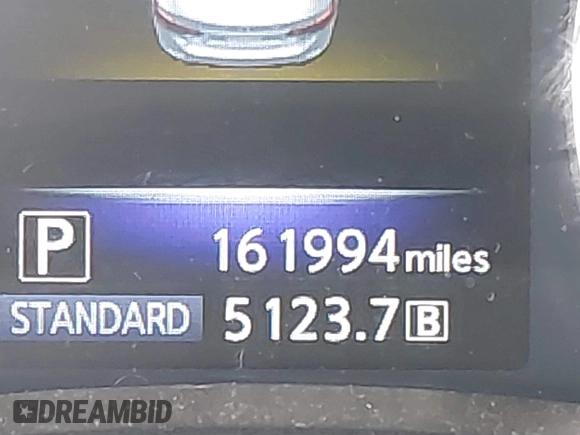 P 161994 miles
STANDARD 5123.7 B
DREAMBID